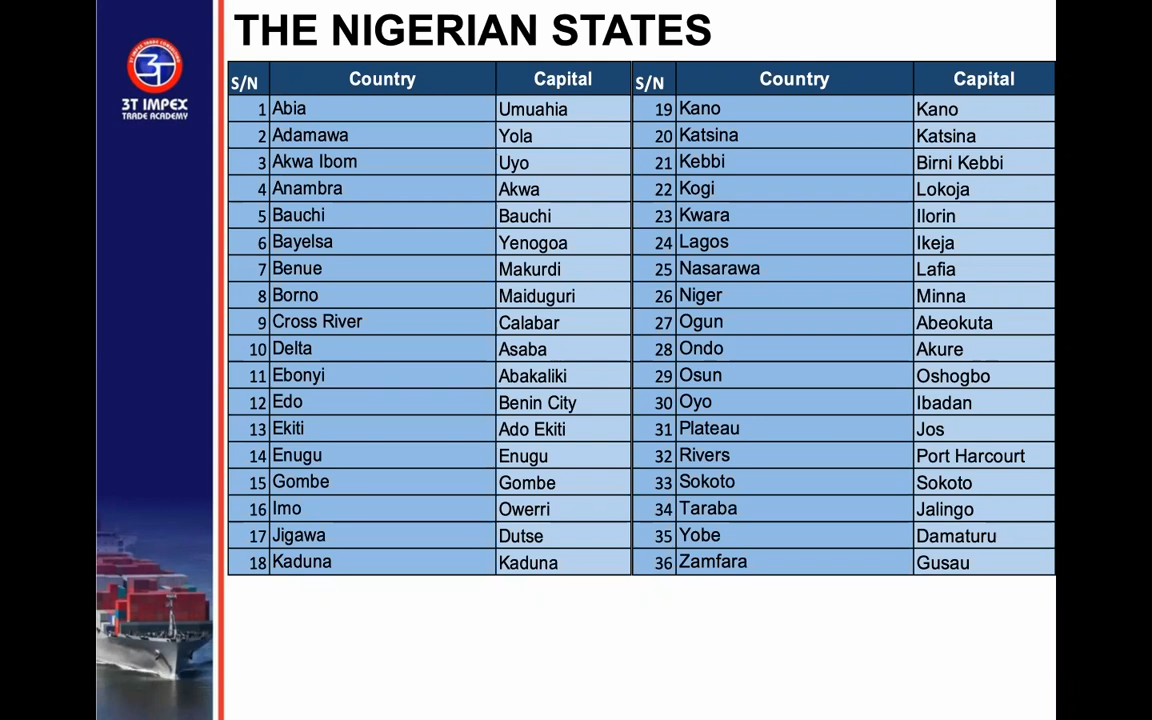 THE NIGERIAN STATES
3T IMPEX TRADE CONSULTING
3T
3T IMPEX
TRADE ACADEMY
S/N Country Capital S/N Country Capital
1 Abia Umuahia 19 Kano Kano
2 Adamawa Yola 20 Katsina Katsina
3 Akwa Ibom Uyo 21 Kebbi Birni Kebbi
4 Anambra Akwa 22 Kogi Lokoja
5 Bauchi Bauchi 23 Kwara Ilorin
6 Bayelsa Yenogoa 24 Lagos Ikeja
7 Benue Makurdi 25 Nasarawa Lafia
8 Borno Maiduguri 26 Niger Minna
9 Cross River Calabar 27 Ogun Abeokuta
10 Delta Asaba 28 Ondo Akure
11 Ebonyi Abakaliki 29 Osun Oshogbo
12 Edo Benin City 30 Oyo Ibadan
13 Ekiti Ado Ekiti 31 Plateau Jos
14 Enugu Enugu 32 Rivers Port Harcourt
15 Gombe Gombe 33 Sokoto Sokoto
16 Imo Owerri 34 Taraba Jalingo
17 Jigawa Dutse 35 Yobe Damaturu
18 Kaduna Kaduna 36 Zamfara Gusau